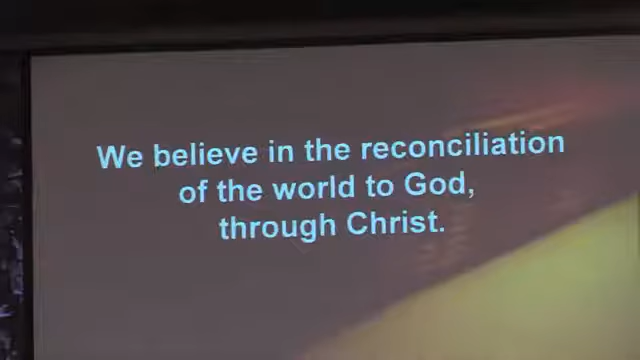 We believe in the reconciliation
of the world to God,
through Christ.